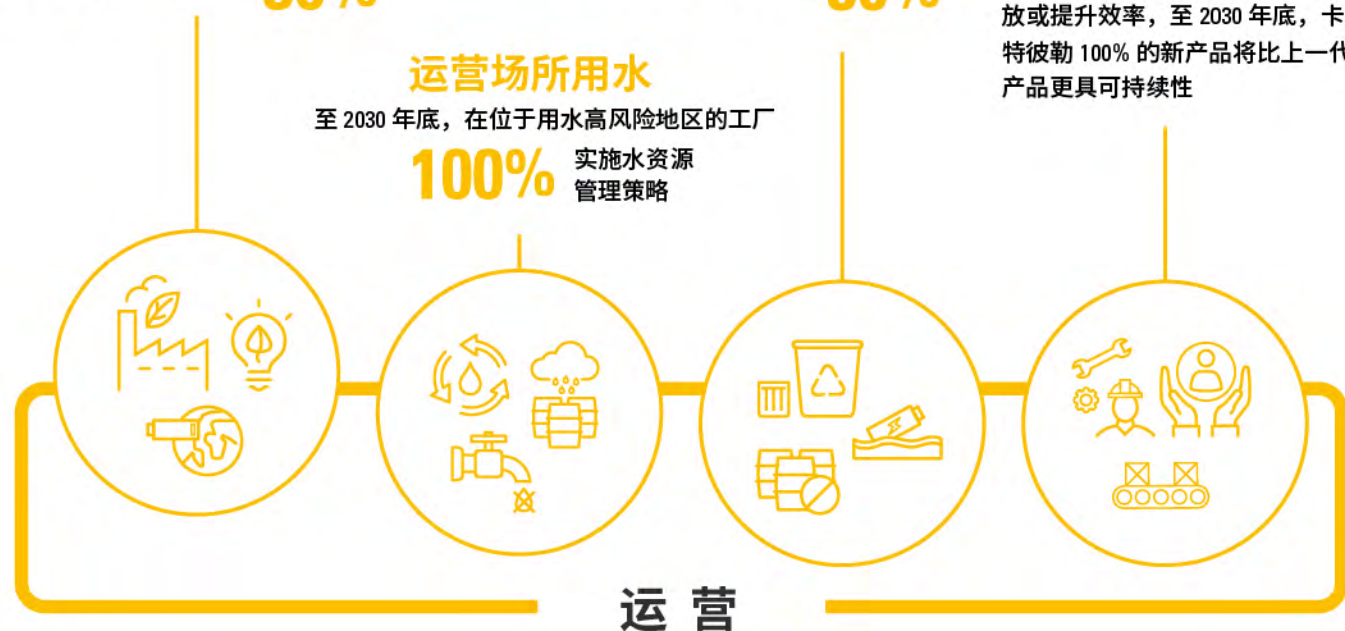 运营场所用水
至 2030 年底，在位于用水高风险地区的工厂
100%
实施水资源
管理策略
放或提升效率，至 2030 年底，卡
特彼勒 100% 的新产品将比上一代
产品更具可持续性
运营